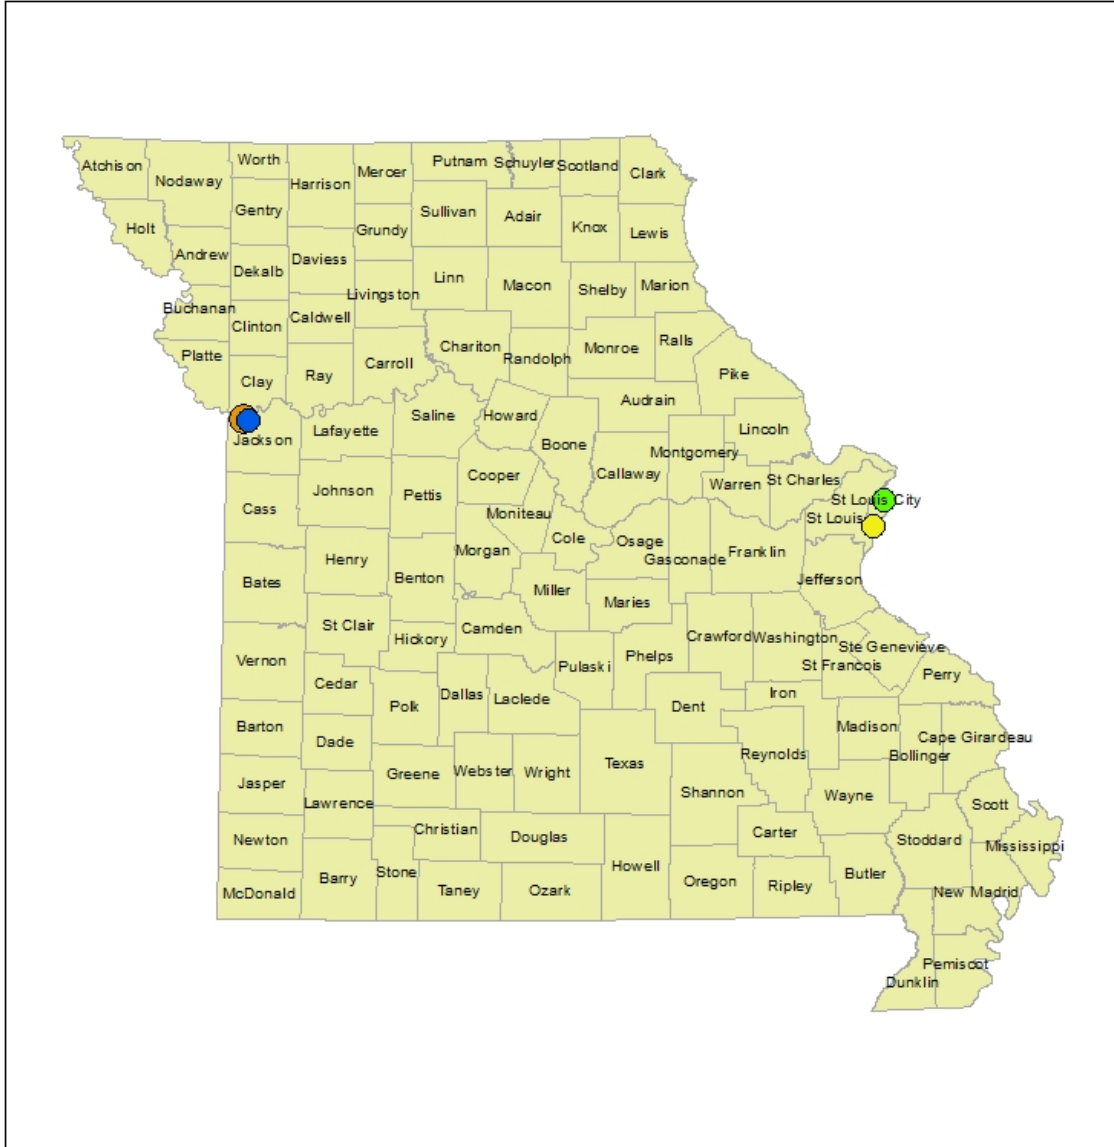 Atchison
Nodaway
Worth
Harrison
Mercer
Putnam
Schuyler
Scotland
Clark
Holt
Gentry
Grundy
Sullivan
Adair
Knox
Lewis
Andrew
Dekalb
Daviess
Livingston
Linn
Macon
Shelby
Marion
Buchanan
Clinton
Caldwell
Platte
Clay
Ray
Carroll
Chariton
Randolph
Monroe
Ralls
Pike
Audrain
Jackson
Lafayette
Saline
Howard
Boone
Callaway
Montgomery
Lincoln
Warren
St Charles
St Louis City
St Louis
Cass
Johnson
Pettis
Cooper
Moniteau
Cole
Osage
Gasconade
Franklin
Jefferson
Bates
Henry
Benton
Morgan
Miller
Maries
St Clair
Hickory
Camden
Pulaski
Phelps
Crawford
Washington
Ste Genevieve
St Francois
Perry
Vernon
Cedar
Polk
Dallas
Laclede
Dent
Iron
Madison
Bollinger
Cape Girardeau
Barton
Dade
Greene
Webster
Wright
Texas
Reynolds
Jasper
Lawrence
Shannon
Wayne
Scott
Mississippi
Newton
Christian
Douglas
Howell
Carter
Stoddard
McDonald
Barry
Stone
Taney
Ozark
Oregon
Ripley
Butler
New Madrid
Pemiscot
Dunklin